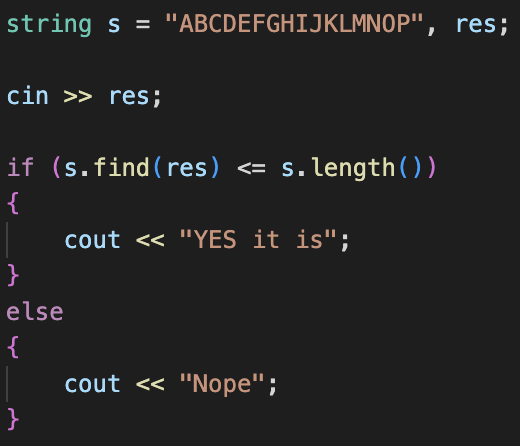 string s = "ABCDEFGHIJKLMNOP", res;
cin >> res;
if (s.find(res) <= s.length())
{
cout << "YES it is";
}
else
{
cout << "Nope";
}